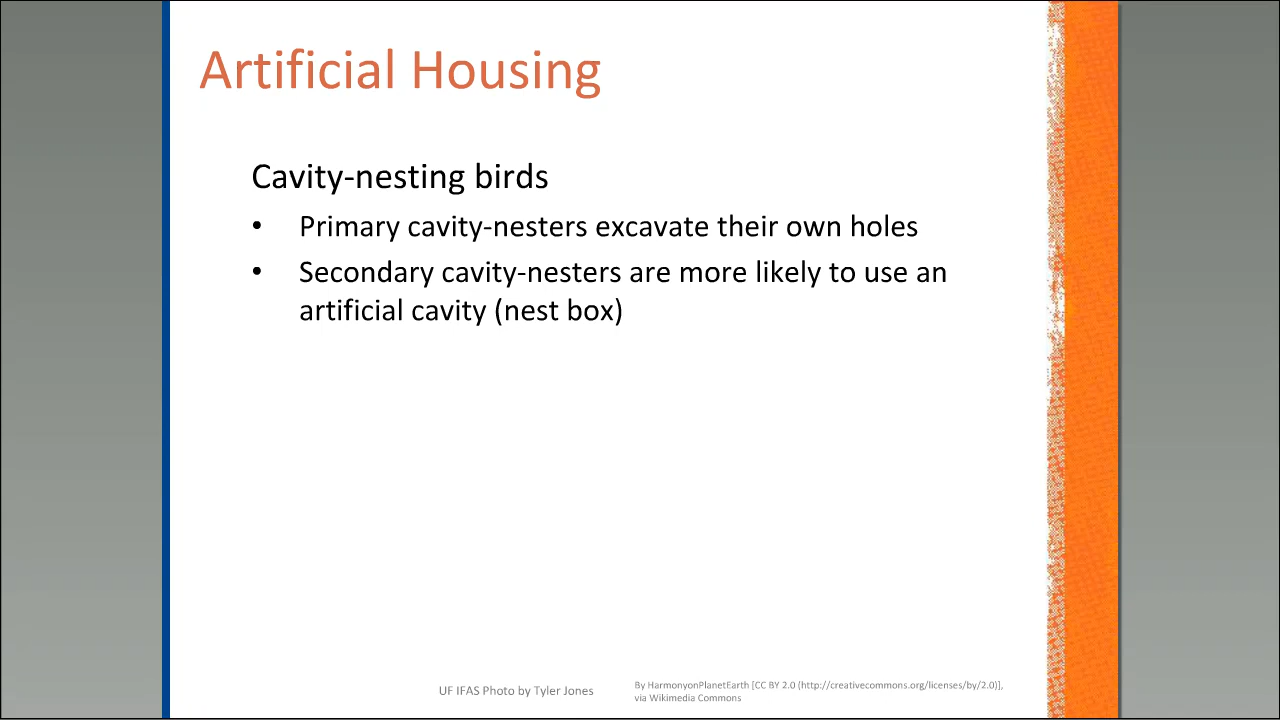 Artificial Housing
Cavity-nesting birds
• Primary cavity-nesters excavate their own holes
• Secondary cavity-nesters are more likely to use an
artificial cavity (nest box)
UF IFAS Photo by Tyler Jones
By HarmonyonPlanetEarth [CC BY 2.0 (http://creativecommons.org/licenses/by/2.0)],
via Wikimedia Commons